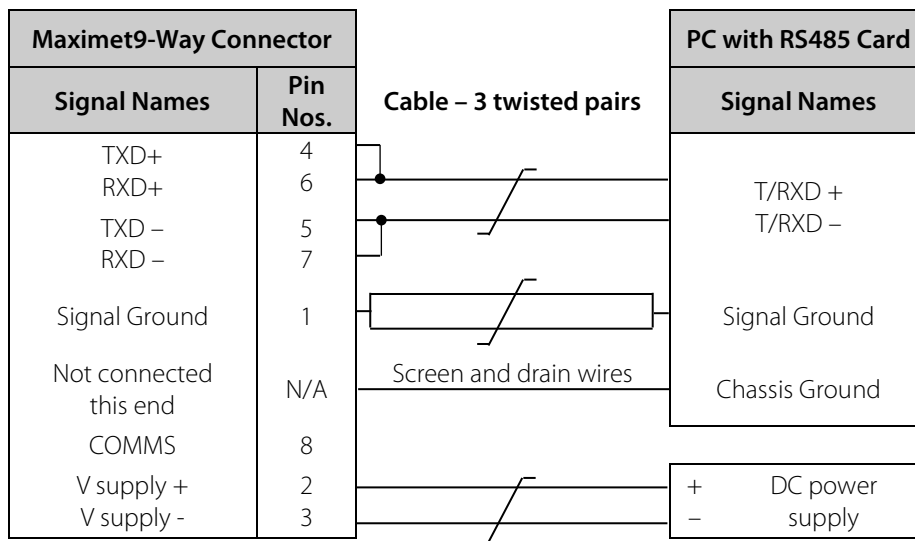 Maximet9-Way Connector
PC with RS485 Card
Signal Names
Pin Nos.
Cable – 3 twisted pairs
Signal Names
TXD+ 4
RXD+ 6
TXD – 5
RXD – 7
T/RXD +
T/RXD –
Signal Ground 1
Signal Ground
Not connected
this end
N/A
Screen and drain wires
Chassis Ground
COMMS 8
V supply + 2
V supply - 3
+ DC power
– supply